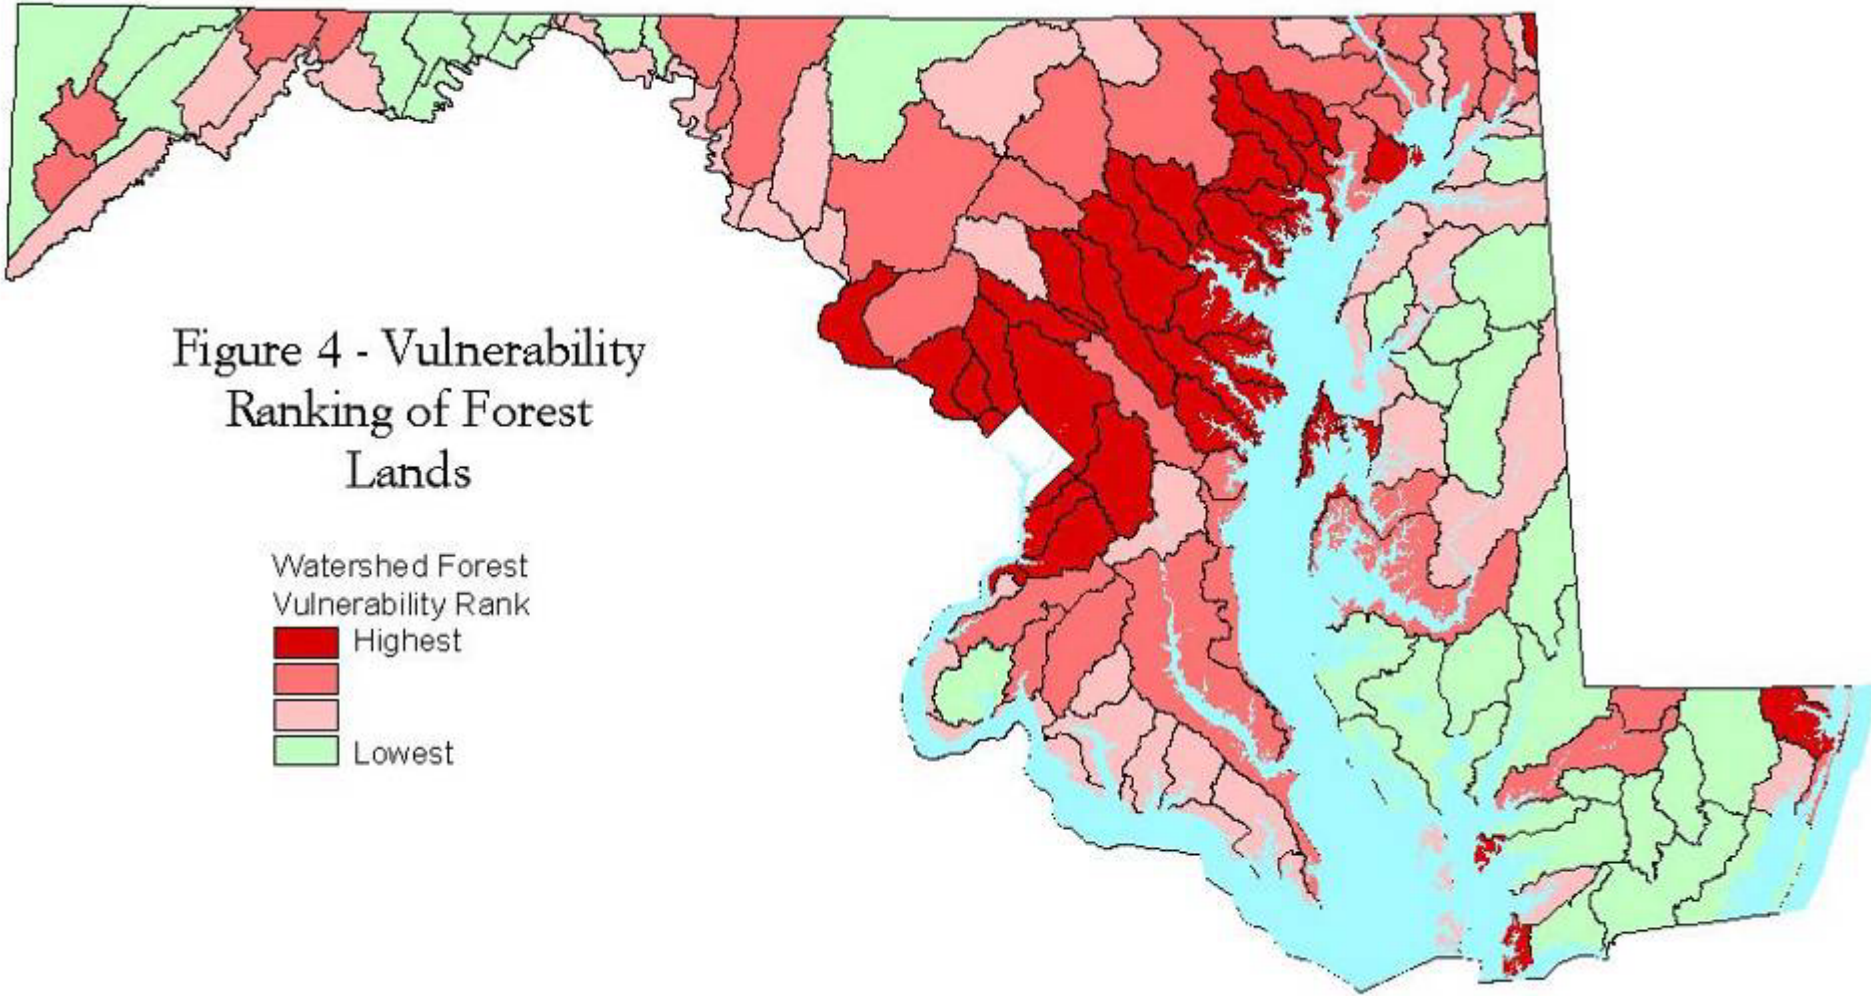 Figure 4 - Vulnerability
Ranking of Forest
Lands
Watershed Forest
Vulnerability Rank
Highest
Lowest